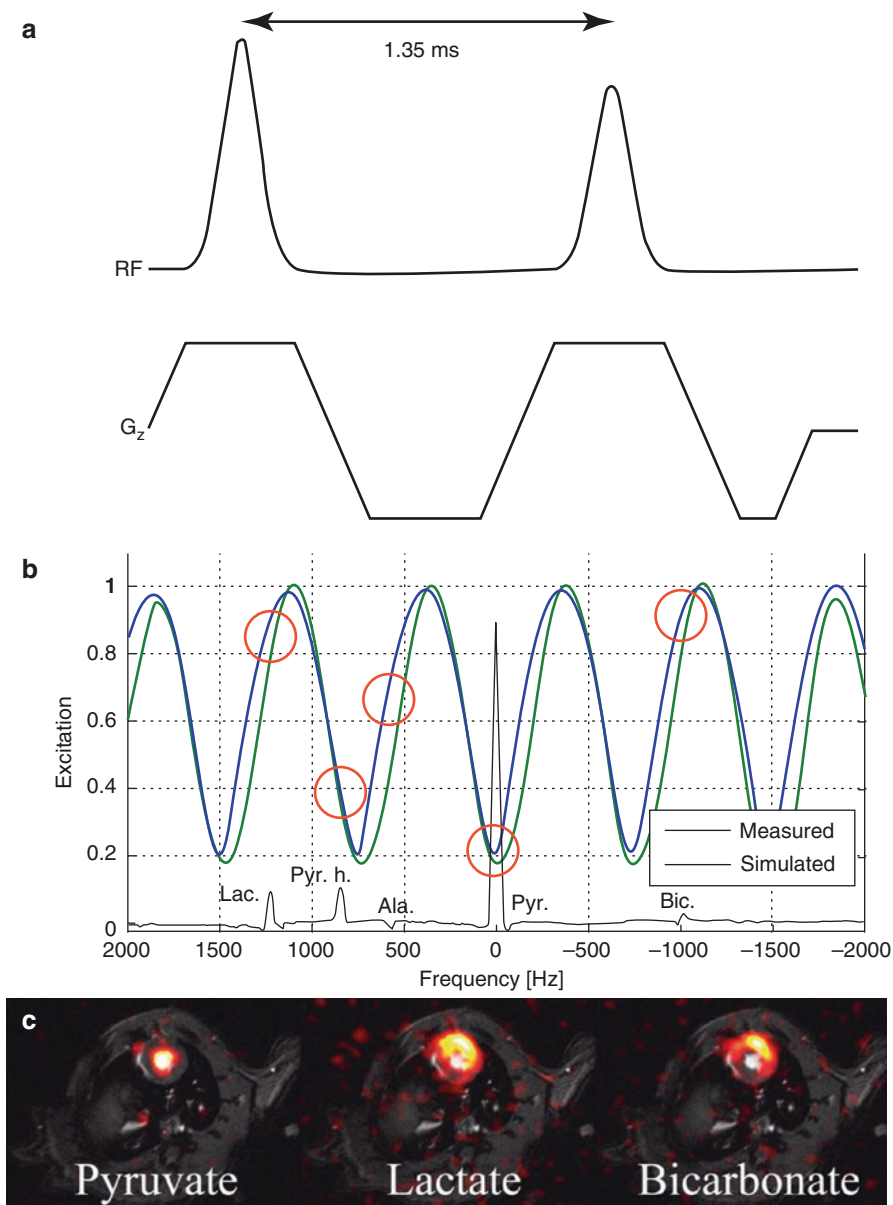 a
1.35 ms
RF
Gz
b
1
0.8
0.6
0.4
0.2
0
Excitation
Measured
Simulated
Lac.
Pyr. h.
Ala.
Pyr.
Bic.
2000 1500 1000 500 0 −500 −1000 −1500 −2000
Frequency [Hz]
c
Pyruvate
Lactate
Bicarbonate